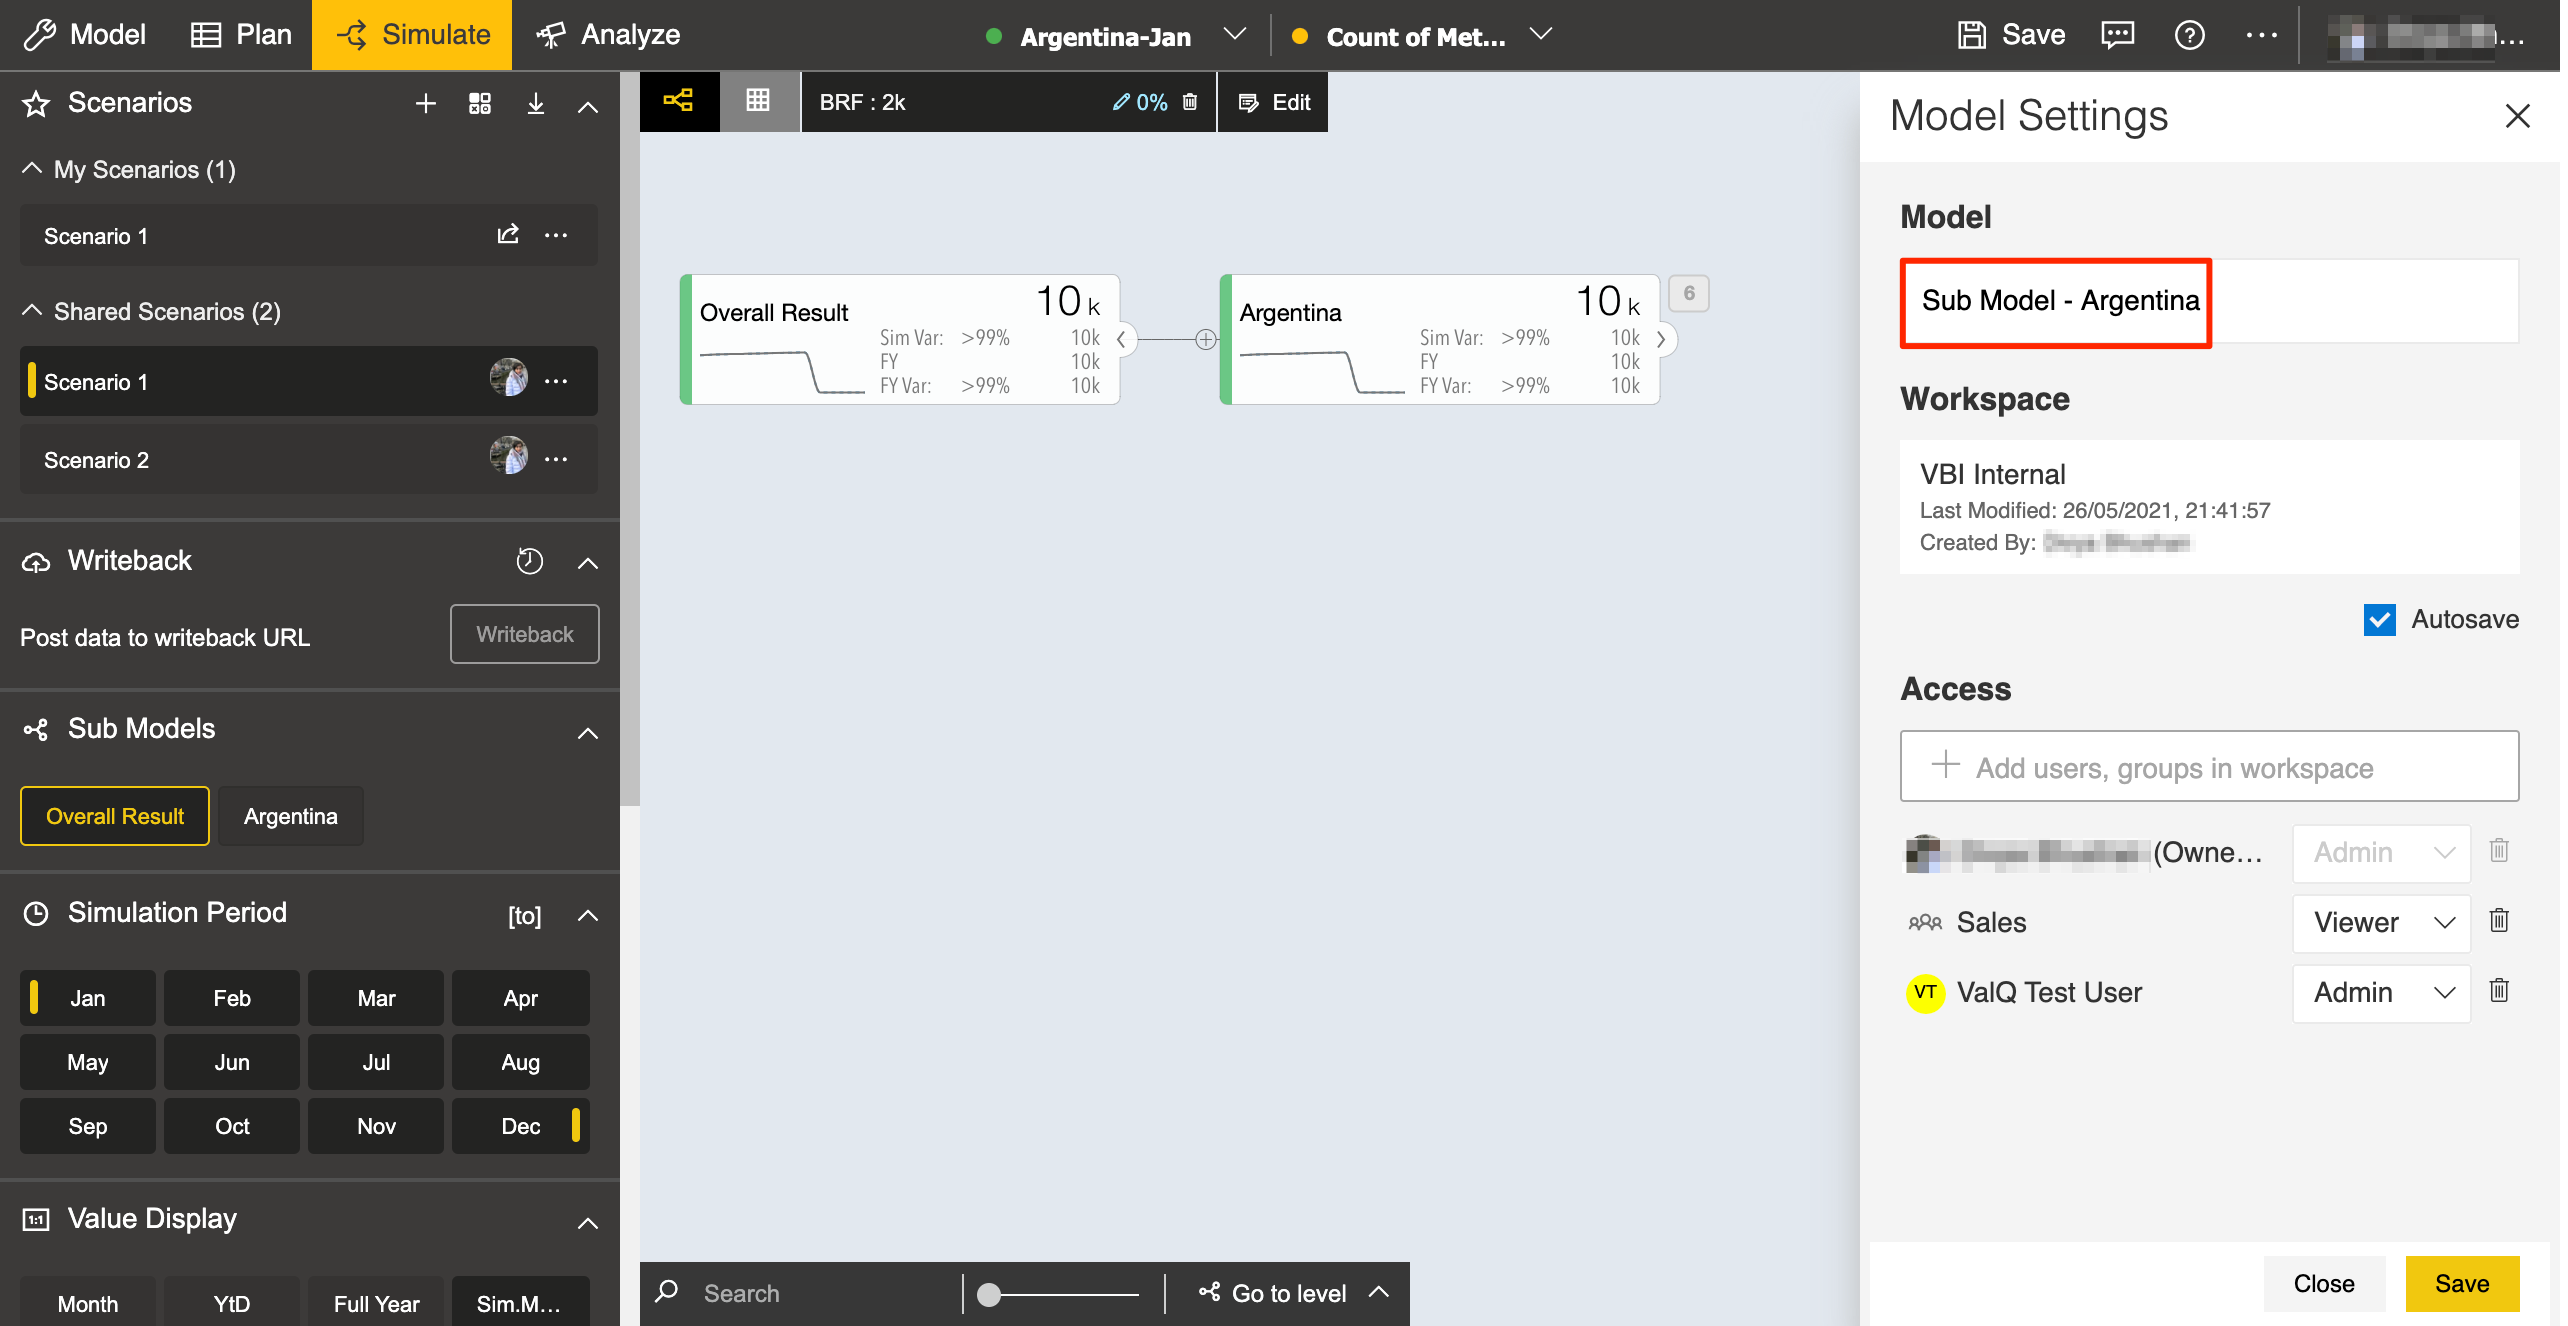 Model Plan Simulate Analyze Argentina-Jan Count of Met... Save
Scenarios
My Scenarios (1)
Scenario 1
Shared Scenarios (2)
Scenario 1
Scenario 2
Writeback
Post data to writeback URL Writeback
Sub Models
Overall Result Argentina
Simulation Period [to]
Jan Feb Mar Apr
May Jun Jul Aug
Sep Oct Nov Dec
1:1 Value Display
Month YtD Full Year Sim.M...
BRF : 2k 0% Edit
Overall Result 10 k
Sim Var: >99% 10k
FY 10k
FY Var: >99% 10k
Argentina 10 k
Sim Var: >99% 10k
FY 10k
FY Var: >99% 10k
6
Search Go to level
Model Settings
Model
Sub Model - Argentina
Workspace
VBI Internal
Last Modified: 26/05/2021, 21:41:57
Created By:
Autosave
Access
Add users, groups in workspace
(Owne... Admin
Sales Viewer
VT ValQ Test User Admin
Close Save